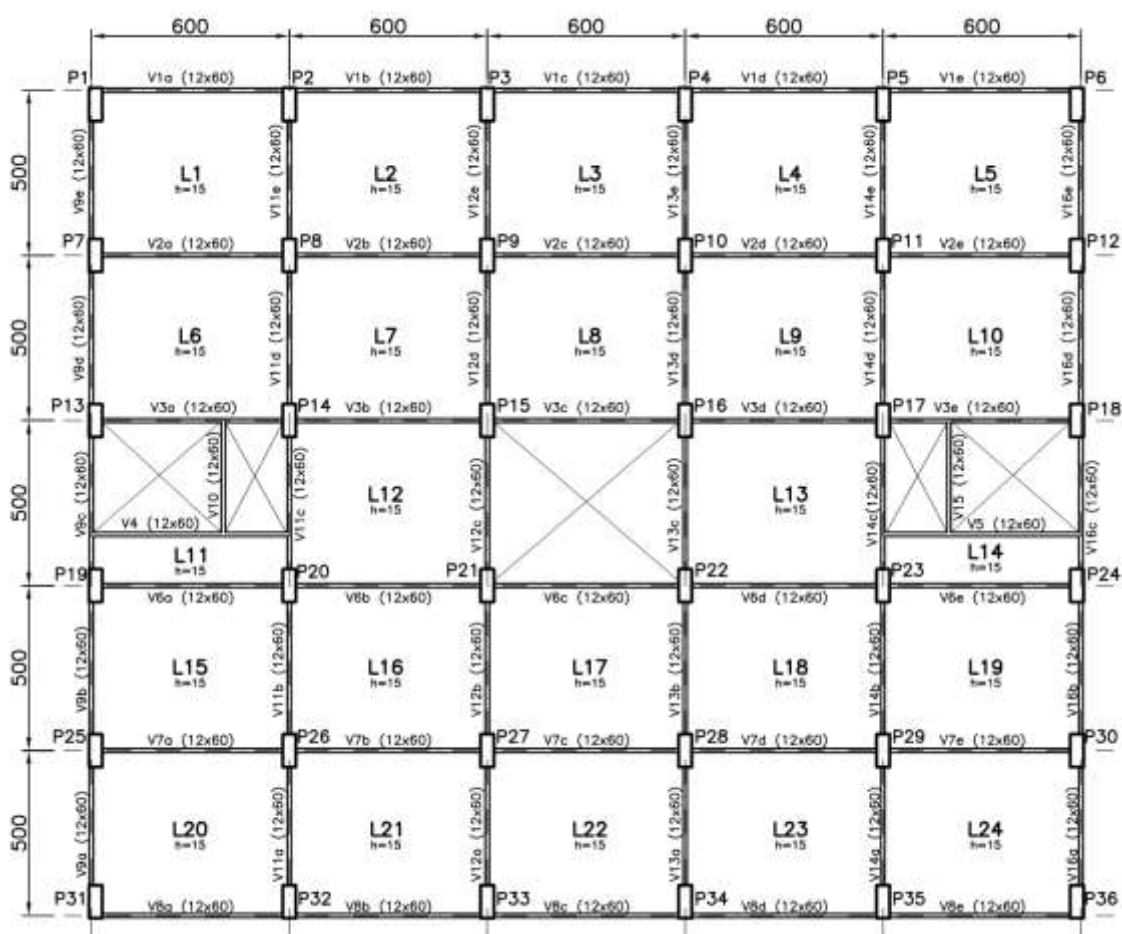 600 600 600 600 600
P1 P2 P3 P4 P5 P6
V1a (12x60) V1b (12x60) V1c (12x60) V1d (12x60) V1e (12x60)
500
V9e (12x60) V11e (12x60) V12e (12x60) V13e (12x60) V14e (12x60) V16e (12x60)
L1 L2 L3 L4 L5
h=15 h=15 h=15 h=15 h=15
P7 P8 P9 P10 P11 P12
V2a (12x60) V2b (12x60) V2c (12x60) V2d (12x60) V2e (12x60)
500
V9d (12x60) V11d (12x60) V12d (12x60) V13d (12x60) V14d (12x60) V16d (12x60)
L6 L7 L8 L9 L10
h=15 h=15 h=15 h=15 h=15
P13 P14 P15 P16 P17 P18
V3a (12x60) V3b (12x60) V3c (12x60) V3d (12x60) V3e (12x60)
500
V9c (12x60) V10 (12x60) V11c (12x60) V12c (12x60) V13c (12x60) V14c (12x60) V15 (12x60) V16c (12x60)
L12 L13
h=15 h=15
V4 (12x60) V5 (12x60)
L11 L14
h=15 h=15
P19 P20 P21 P22 P23 P24
V6a (12x60) V6b (12x60) V6c (12x60) V6d (12x60) V6e (12x60)
500
V9b (12x60) V11b (12x60) V12b (12x60) V13b (12x60) V14b (12x60) V16b (12x60)
L15 L16 L17 L18 L19
h=15 h=15 h=15 h=15 h=15
P25 P26 P27 P28 P29 P30
V7a (12x60) V7b (12x60) V7c (12x60) V7d (12x60) V7e (12x60)
500
V9a (12x60) V11a (12x60) V12a (12x60) V13a (12x60) V14a (12x60) V16a (12x60)
L20 L21 L22 L23 L24
h=15 h=15 h=15 h=15 h=15
P31 P32 P33 P34 P35 P36
V8a (12x60) V8b (12x60) V8c (12x60) V8d (12x60) V8e (12x60)